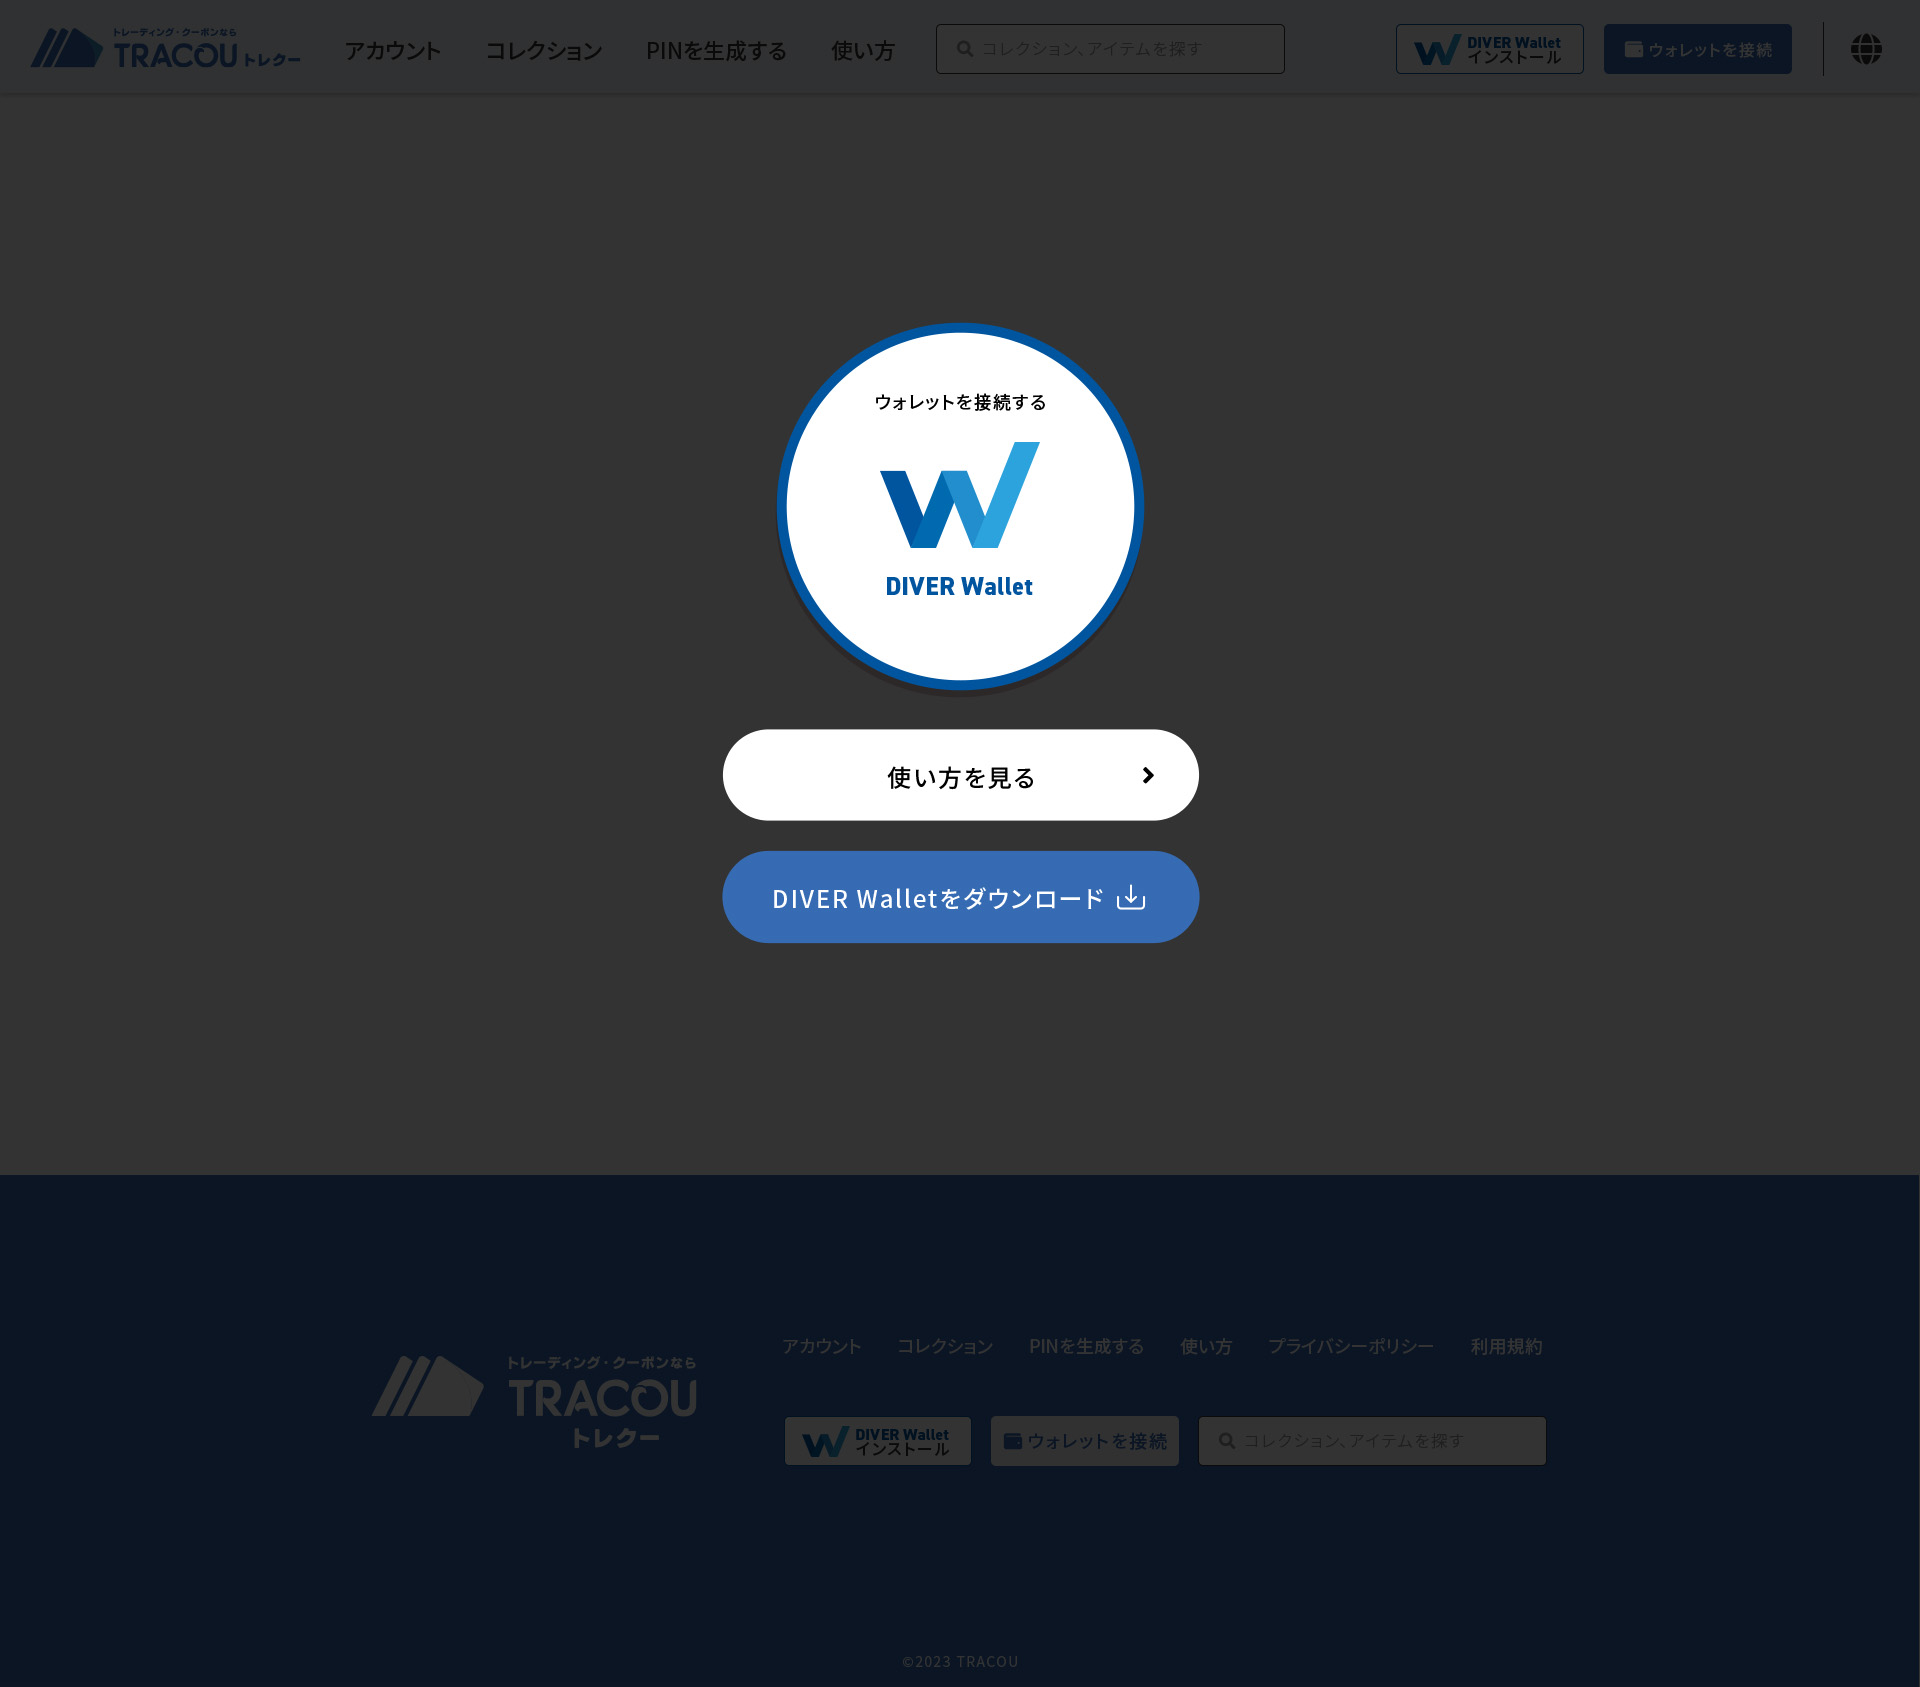 トレーディング・クーポンなら
TRACOU トレクー
アカウント
コレクション
PINを生成する
使い方
コレクション、アイテムを探す
DIVER Wallet
インストール
ウォレットを接続
ウォレットを接続する
DIVER Wallet
使い方を見る
DIVER Walletをダウンロード
トレーディング・クーポンなら
TRACOU
トレクー
アカウント
コレクション
PINを生成する
使い方
プライバシーポリシー
利用規約
DIVER Wallet
インストール
ウォレットを接続
コレクション、アイテムを探す
©2023 TRACOU